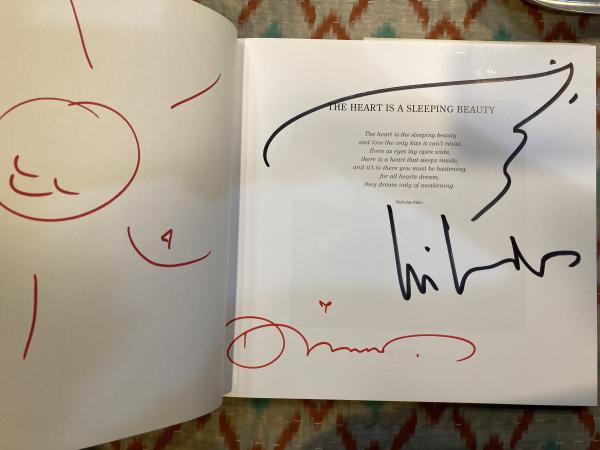 THE HEART IS A SLEEPING BEAUTY
The heart is the sleeping beauty
and love the only kiss it can't resist.
Even as eyes lay open wide,
there is a heart that sleeps inside,
and it's to there you must be hastening,
for all hearts dream,
they dream only of awakening.
Nicholas Klein